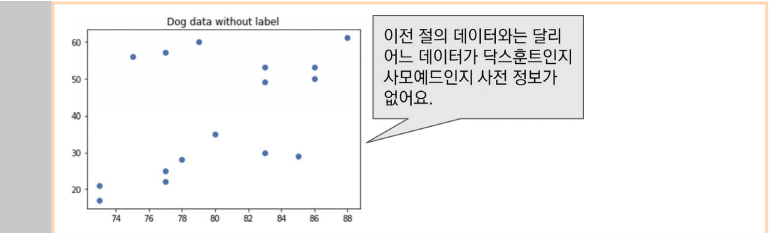 Dog data without label
이전 절의 데이터와는 달리
어느 데이터가 닥스훈트인지
사모예드인지 사전 정보가
없어요.
60
50
40
30
20
74 76 78 80 82 84 86 88